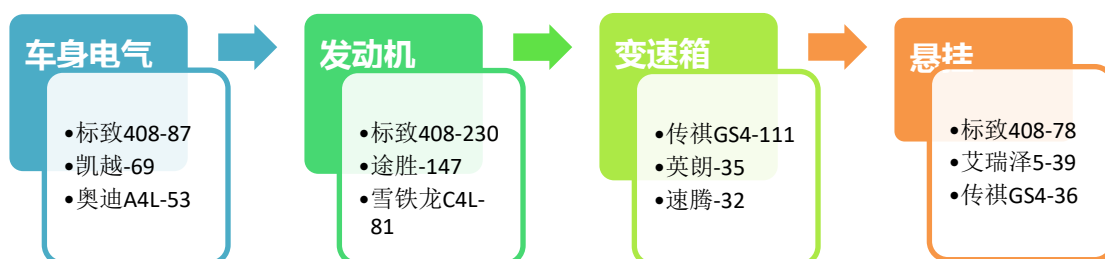 车身电气
•标致408-87
•凯越-69
•奥迪A4L-53
发动机
•标致408-230
•途胜-147
•雪铁龙C4L-
81
变速箱
•传祺GS4-111
•英朗-35
•速腾-32
悬挂
•标致408-78
•艾瑞泽5-39
•传祺GS4-36